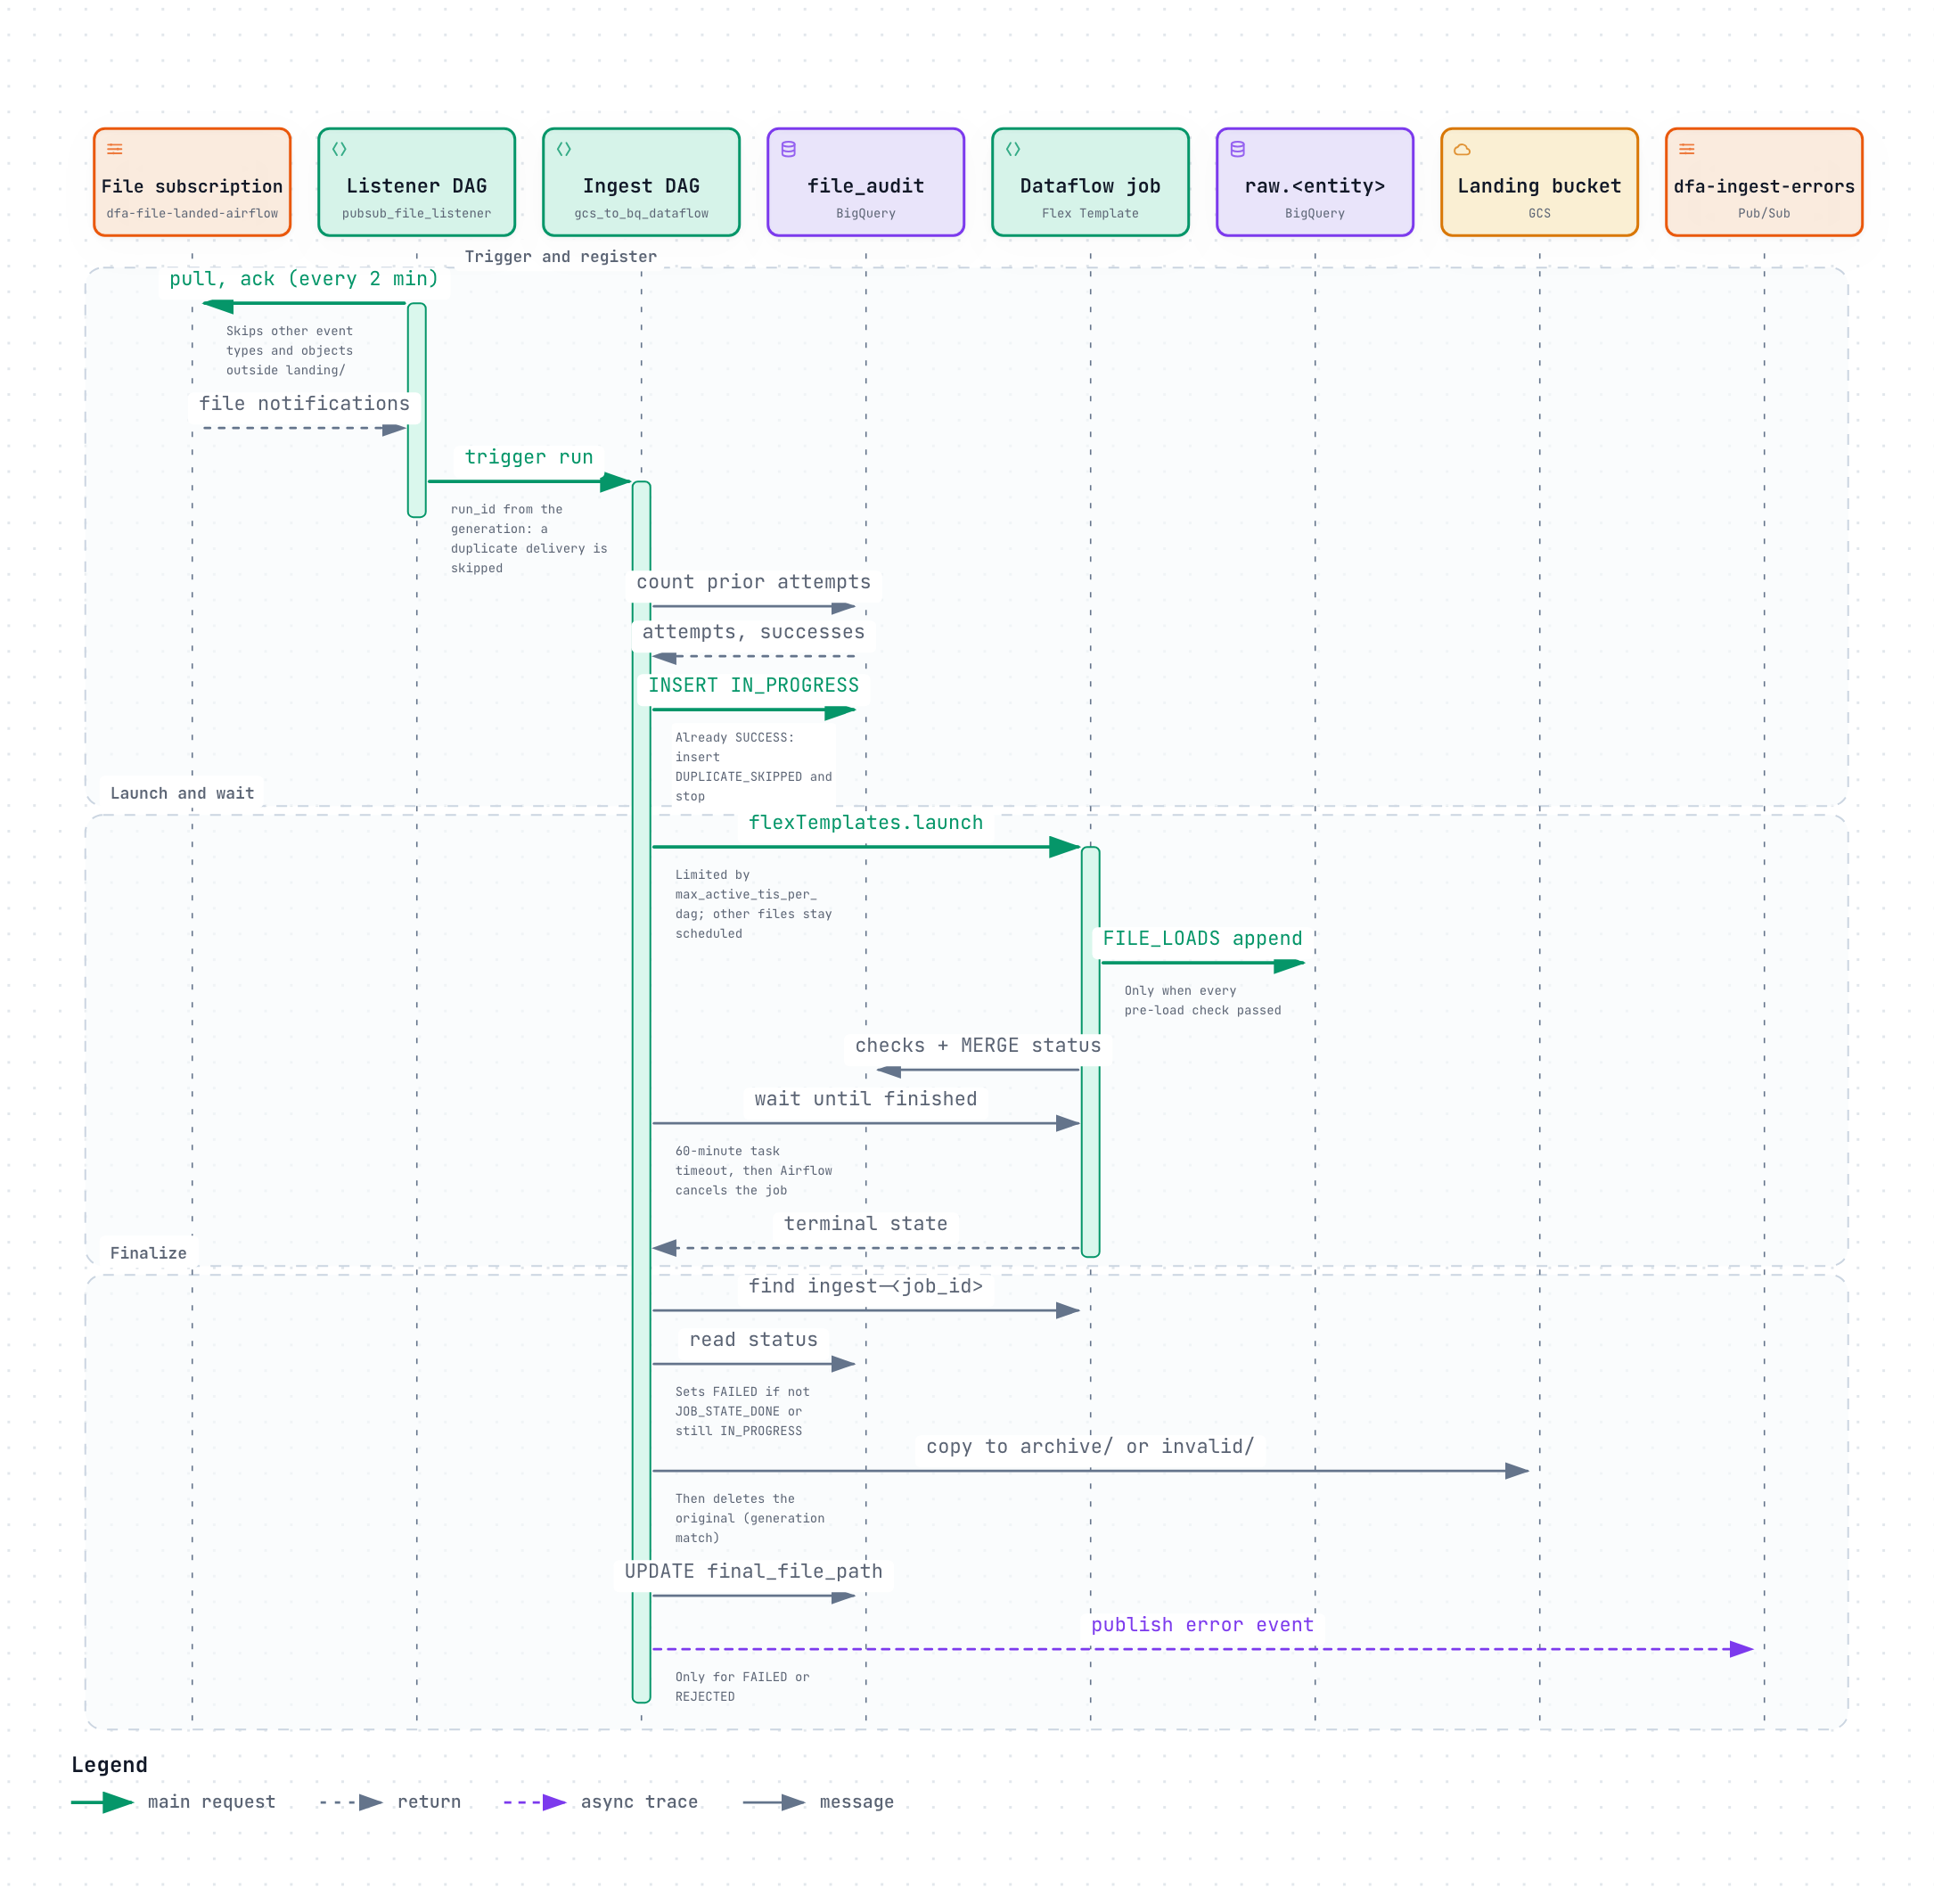 File subscription
dfa-file-landed-airflow
Listener DAG
pubsub_file_listener
Ingest DAG
gcs_to_bq_dataflow
file_audit
BigQuery
Dataflow job
Flex Template
raw.<entity>
BigQuery
Landing bucket
GCS
dfa-ingest-errors
Pub/Sub
Trigger and register
pull, ack (every 2 min)
Skips other event
types and objects
outside landing/
file notifications
trigger run
run_id from the
generation: a
duplicate delivery is
skipped
count prior attempts
attempts, successes
INSERT IN_PROGRESS
Already SUCCESS:
insert
DUPLICATE_SKIPPED and
stop
Launch and wait
flexTemplates.launch
Limited by
max_active_tis_per_
dag; other files stay
scheduled
FILE_LOADS append
Only when every
pre-load check passed
checks + MERGE status
wait until finished
60-minute task
timeout, then Airflow
cancels the job
terminal state
Finalize
find ingest-<job_id>
read status
Sets FAILED if not
JOB_STATE_DONE or
still IN_PROGRESS
copy to archive/ or invalid/
Then deletes the
original (generation
match)
UPDATE final_file_path
publish error event
Only for FAILED or
REJECTED
Legend
main request
return
async trace
message